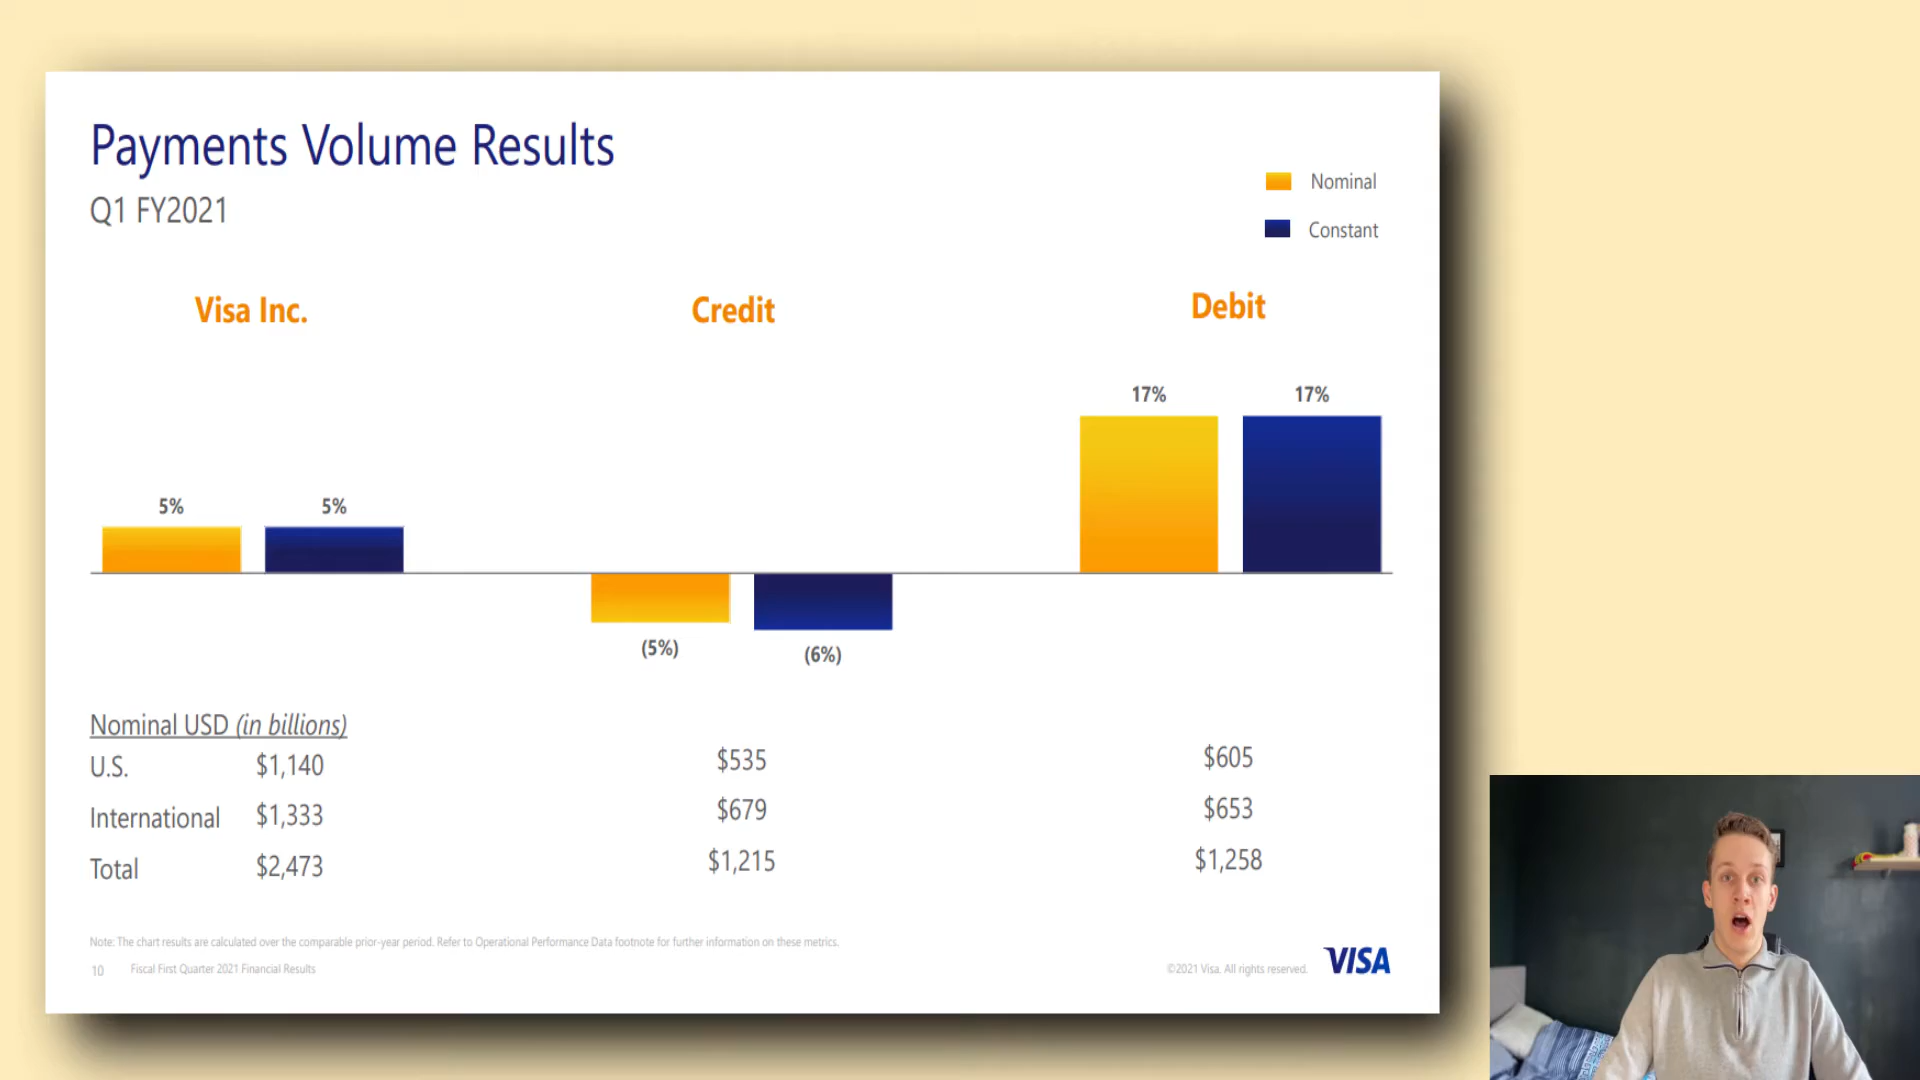 Payments Volume Results
Q1 FY2021
Nominal
Constant
Visa Inc.
Credit
Debit
5%
5%
(5%)
(6%)
17%
17%
Nominal USD (in billions)
U.S. $1,140 $535 $605
International $1,333 $679 $653
Total $2,473 $1,215 $1,258
Note: The chart results are calculated over the comparable prior-year period. Refer to Operational Performance Data footnote for further information on these metrics.
10 Fiscal First Quarter 2021 Financial Results
©2021 Visa. All rights reserved. VISA